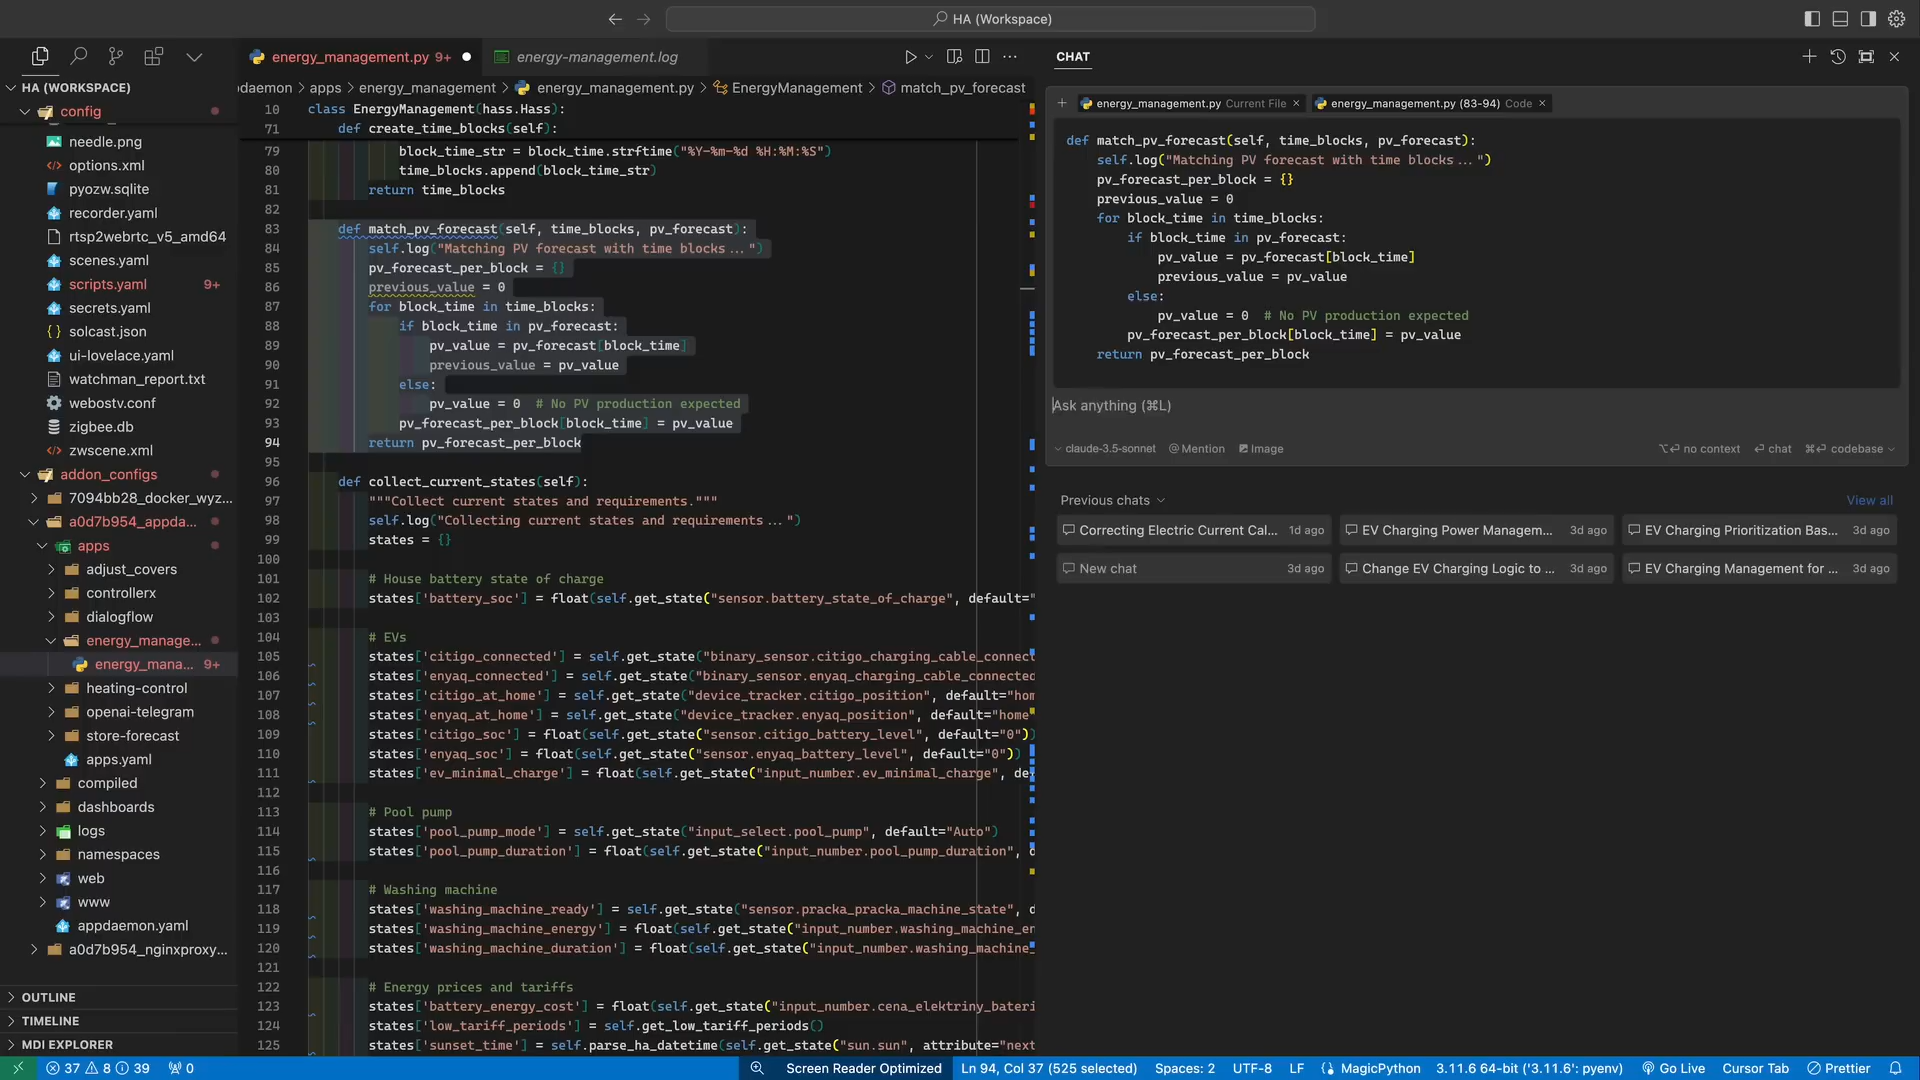 HA (Workspace)
HA (WORKSPACE)
config
needle.png
options.xml
pyozw.sqlite
recorder.yaml
rtsp2webrtc_v5_amd64
scenes.yaml
scripts.yaml 9+
secrets.yaml
{} solcast.json
ui-lovelace.yaml
watchman_report.txt
webostv.conf
zigbee.db
zwscene.xml
addon_configs
7094bb28_docker_wyz...
a0d7b954_appda...
apps
adjust_covers
controllerx
dialogflow
energy_manage...
energy_mana... 9+
heating-control
openai-telegram
store-forecast
apps.yaml
compiled
dashboards
logs
namespaces
web
www
appdaemon.yaml
a0d7b954_nginxproxy...
OUTLINE
TIMELINE
MDI EXPLORER
energy_management.py 9+
energy-management.log
pdaemon > apps > energy_management > energy_management.py > EnergyManagement > match_pv_forecast
10 class EnergyManagement(hass.Hass):
71 def create_time_blocks(self):
79 block_time_str = block_time.strftime("%Y-%m-%d %H:%M:%S")
80 time_blocks.append(block_time_str)
81 return time_blocks
82
83 def match_pv_forecast(self, time_blocks, pv_forecast):
84 self.log("Matching PV forecast with time blocks...")
85 pv_forecast_per_block = {}
86 previous_value = 0
87 for block_time in time_blocks:
88 if block_time in pv_forecast:
89 pv_value = pv_forecast[block_time]
90 previous_value = pv_value
91 else:
92 pv_value = 0 # No PV production expected
93 pv_forecast_per_block[block_time] = pv_value
94 return pv_forecast_per_block
95
96 def collect_current_states(self):
97 """Collect current states and requirements."""
98 self.log("Collecting current states and requirements...")
99 states = {}
100
101 # House battery state of charge
102 states['battery_soc'] = float(self.get_state("sensor.battery_state_of_charge", default="
103
104 # EVs
105 states['citigo_connected'] = self.get_state("binary_sensor.citigo_charging_cable_connect
106 states['enyaq_connected'] = self.get_state("binary_sensor.enyaq_charging_cable_connected
107 states['citigo_at_home'] = self.get_state("device_tracker.citigo_position", default="hom
108 states['enyaq_at_home'] = self.get_state("device_tracker.enyaq_position", default="home"
109 states['citigo_soc'] = float(self.get_state("sensor.citigo_battery_level", default="0"))
110 states['enyaq_soc'] = float(self.get_state("sensor.enyaq_battery_level", default="0"))
111 states['ev_minimal_charge'] = float(self.get_state("input_number.ev_minimal_charge", de
112
113 # Pool pump
114 states['pool_pump_mode'] = self.get_state("input_select.pool_pump", default="Auto")
115 states['pool_pump_duration'] = float(self.get_state("input_number.pool_pump_duration", d
116
117 # Washing machine
118 states['washing_machine_ready'] = self.get_state("sensor.pracka_pracka_machine_state", d
119 states['washing_machine_energy'] = float(self.get_state("input_number.washing_machine_en
120 states['washing_machine_duration'] = float(self.get_state("input_number.washing_machine_
121
122 # Energy prices and tariffs
123 states['battery_energy_cost'] = float(self.get_state("input_number.cena_elektriny_bateri
124 states['low_tariff_periods'] = self.get_low_tariff_periods()
125 states['sunset_time'] = self.parse_ha_datetime(self.get_state("sun.sun", attribute="next
CHAT
energy_management.py Current File energy_management.py (83-94) Code
def match_pv_forecast(self, time_blocks, pv_forecast):
self.log("Matching PV forecast with time blocks...")
pv_forecast_per_block = {}
previous_value = 0
for block_time in time_blocks:
if block_time in pv_forecast:
pv_value = pv_forecast[block_time]
previous_value = pv_value
else:
pv_value = 0 # No PV production expected
pv_forecast_per_block[block_time] = pv_value
return pv_forecast_per_block
Ask anything (⌘L)
claude-3.5-sonnet @ Mention Image ⌥⏎ no context ⏎ chat ⌘⏎ codebase
Previous chats View all
Correcting Electric Current Cal... 1d ago EV Charging Power Managem... 3d ago EV Charging Prioritization Bas... 3d ago
New chat 3d ago Change EV Charging Logic to ... 3d ago EV Charging Management for ... 3d ago
37 8 39 0 Screen Reader Optimized Ln 94, Col 37 (525 selected) Spaces: 2 UTF-8 LF MagicPython 3.11.6 64-bit ('3.11.6': pyenv) Go Live Cursor Tab Prettier